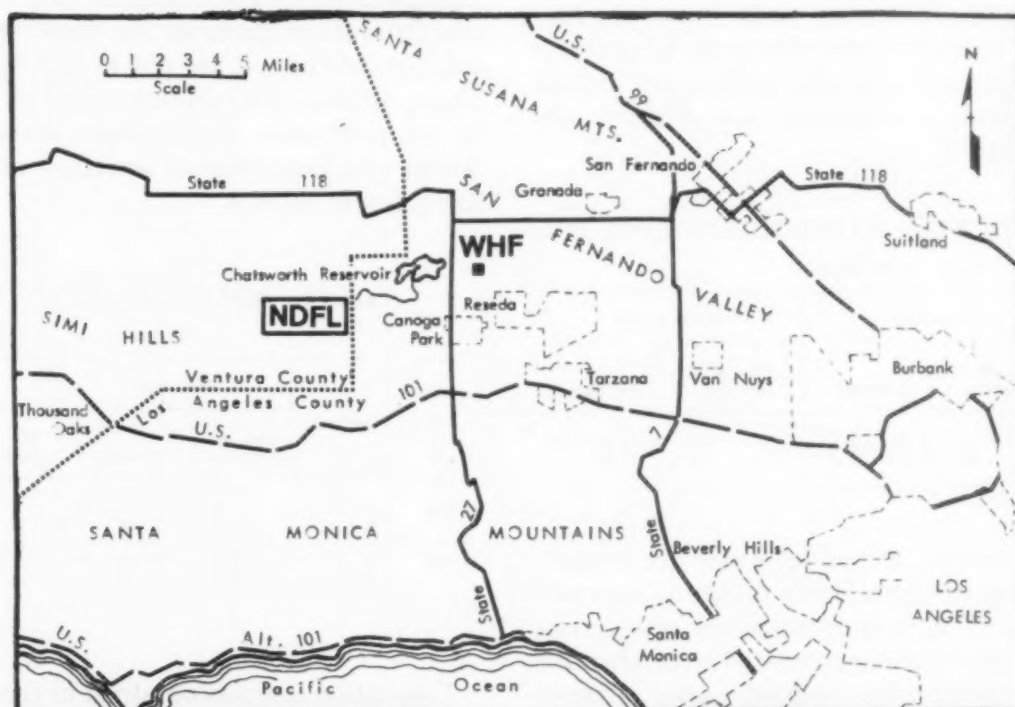 0 1 2 3 4 5 Miles
Scale
SANTA SUSANA MTS.
U.S. 99
N
San Fernando
State 118
Granada
State 118
Suitland
SAN FERNANDO VALLEY
WHF
Chatsworth Reservoir
NDFL
SIMI HILLS
Reseda
Canoga
Park
Tarzana
Van Nuys
Burbank
Ventura County
Los Angeles County
Thousand
Oaks
U.S. 101
7
State
27
State
SANTA MONICA MOUNTAINS
Beverly Hills
LOS
ANGELES
Santa
Monica
U.S. Alt. 101
Pacific Ocean